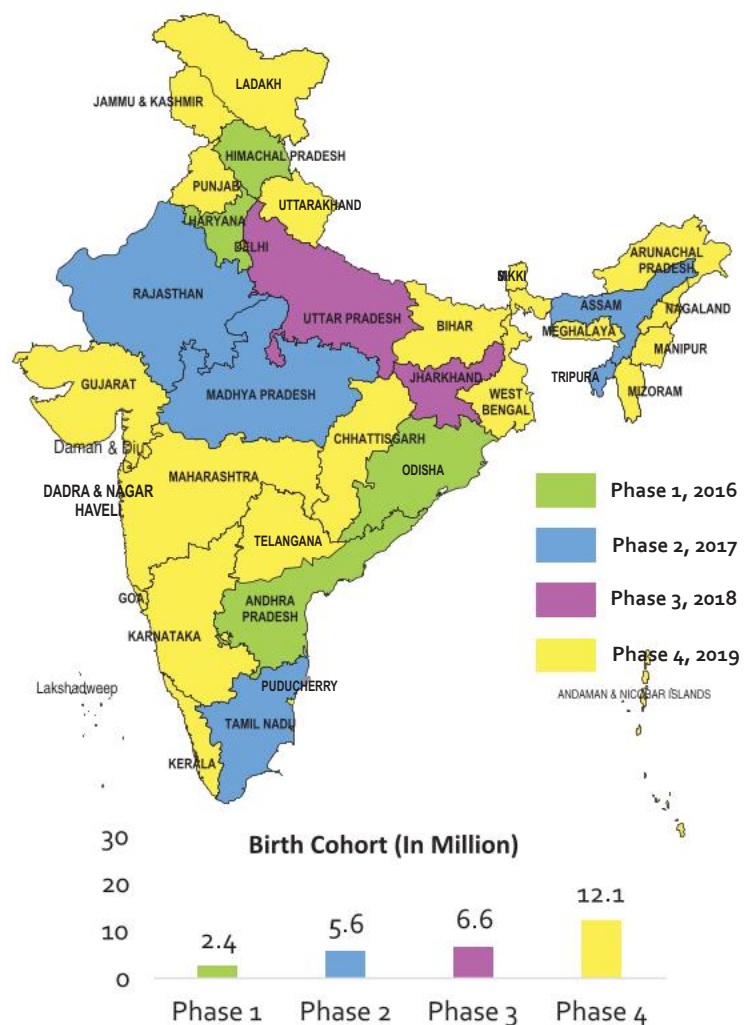 LADAKH
JAMMU & KASHMIR
HIMACHAL PRADESH
PUNJAB
UTTARAKHAND
HARYANA
DELHI
ARUNACHAL
PRADESH
RAJASTHAN
UTTAR PRADESH
BIHAR
ASSAM
NAGALAND
MEGHALAYA
MANIPUR
TRIPURA
MIZORAM
GUJARAT
MADHYA PRADESH
JHARKHAND
WEST
BENGAL
CHHATTISGARH
Daman & Diu
MAHARASHTRA
ODISHA
DADRA & NAGAR
HAVELI
TELANGANA
GOA
ANDHRA
PRADESH
KARNATAKA
PUDUCHERRY
Lakshadweep
TAMIL NADU
KERALA
ANDAMAN & NICOBAR ISLANDS
Phase 1, 2016
Phase 2, 2017
Phase 3, 2018
Phase 4, 2019
Birth Cohort (In Million)
30
20
10
0
2.4
5.6
6.6
12.1
Phase 1
Phase 2
Phase 3
Phase 4